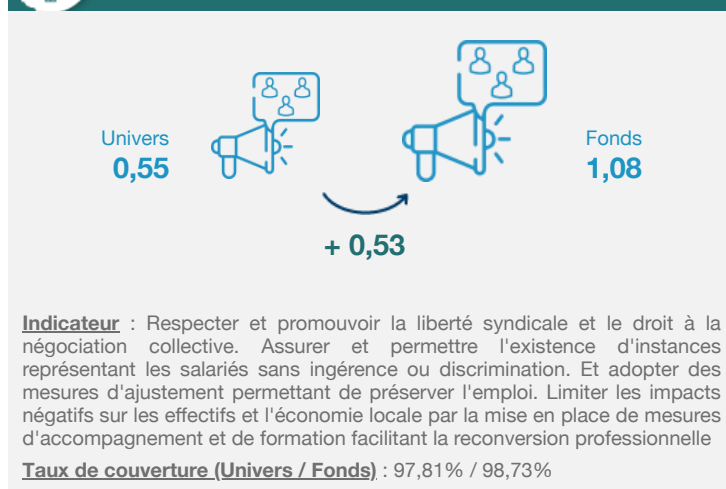 Univers
0,55
Fonds
1,08
+ 0,53
Indicateur : Respecter et promouvoir la liberté syndicale et le droit à la
négociation collective. Assurer et permettre l'existence d'instances
représentant les salariés sans ingérence ou discrimination. Et adopter des
mesures d'ajustement permettant de préserver l'emploi. Limiter les impacts
négatifs sur les effectifs et l'économie locale par la mise en place de mesures
d'accompagnement et de formation facilitant la reconversion professionnelle
Taux de couverture (Univers / Fonds) : 97,81% / 98,73%